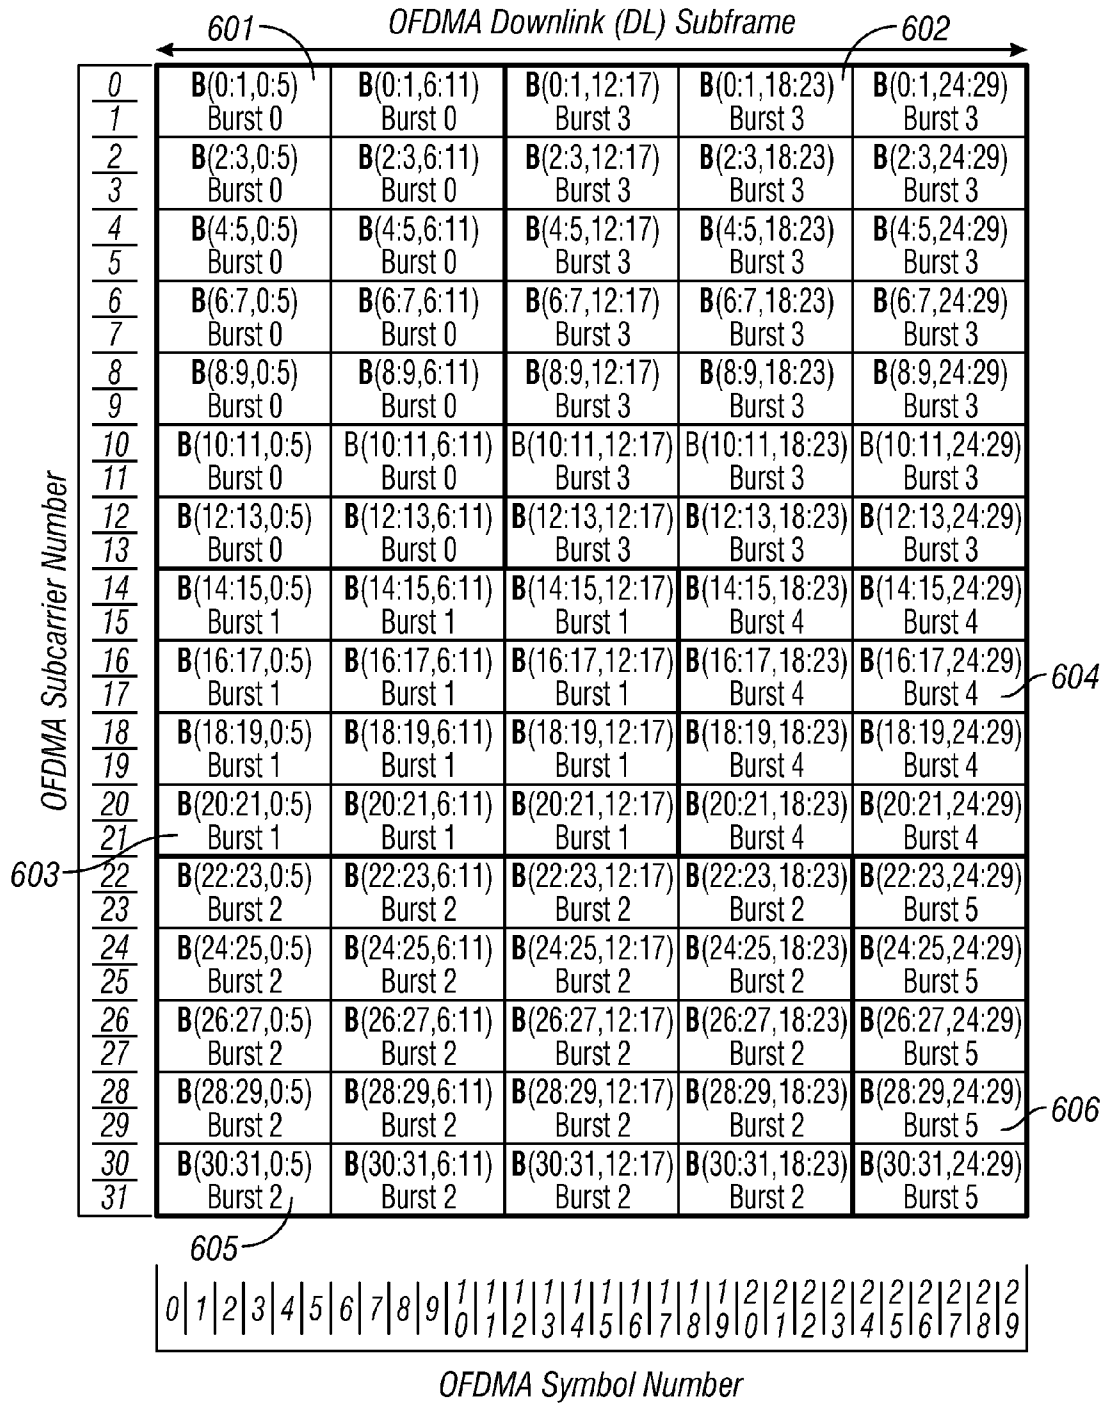 OFDMA Downlink (DL) Subframe
601
602
0 B(0:1,0:5) B(0:1,6:11) B(0:1,12:17) B(0:1,18:23) B(0:1,24:29)
1 Burst 0 Burst 0 Burst 3 Burst 3 Burst 3
2 B(2:3,0:5) B(2:3,6:11) B(2:3,12:17) B(2:3,18:23) B(2:3,24:29)
3 Burst 0 Burst 0 Burst 3 Burst 3 Burst 3
4 B(4:5,0:5) B(4:5,6:11) B(4:5,12:17) B(4:5,18:23) B(4:5,24:29)
5 Burst 0 Burst 0 Burst 3 Burst 3 Burst 3
6 B(6:7,0:5) B(6:7,6:11) B(6:7,12:17) B(6:7,18:23) B(6:7,24:29)
7 Burst 0 Burst 0 Burst 3 Burst 3 Burst 3
8 B(8:9,0:5) B(8:9,6:11) B(8:9,12:17) B(8:9,18:23) B(8:9,24:29)
9 Burst 0 Burst 0 Burst 3 Burst 3 Burst 3
10 B(10:11,0:5) B(10:11,6:11) B(10:11,12:17) B(10:11,18:23) B(10:11,24:29)
11 Burst 0 Burst 0 Burst 3 Burst 3 Burst 3
12 B(12:13,0:5) B(12:13,6:11) B(12:13,12:17) B(12:13,18:23) B(12:13,24:29)
13 Burst 0 Burst 0 Burst 3 Burst 3 Burst 3
14 B(14:15,0:5) B(14:15,6:11) B(14:15,12:17) B(14:15,18:23) B(14:15,24:29)
15 Burst 1 Burst 1 Burst 1 Burst 4 Burst 4
16 B(16:17,0:5) B(16:17,6:11) B(16:17,12:17) B(16:17,18:23) B(16:17,24:29)
17 Burst 1 Burst 1 Burst 1 Burst 4 Burst 4
604
18 B(18:19,0:5) B(18:19,6:11) B(18:19,12:17) B(18:19,18:23) B(18:19,24:29)
19 Burst 1 Burst 1 Burst 1 Burst 4 Burst 4
20 B(20:21,0:5) B(20:21,6:11) B(20:21,12:17) B(20:21,18:23) B(20:21,24:29)
21 Burst 1 Burst 1 Burst 1 Burst 4 Burst 4
603
22 B(22:23,0:5) B(22:23,6:11) B(22:23,12:17) B(22:23,18:23) B(22:23,24:29)
23 Burst 2 Burst 2 Burst 2 Burst 2 Burst 5
24 B(24:25,0:5) B(24:25,6:11) B(24:25,12:17) B(24:25,18:23) B(24:25,24:29)
25 Burst 2 Burst 2 Burst 2 Burst 2 Burst 5
26 B(26:27,0:5) B(26:27,6:11) B(26:27,12:17) B(26:27,18:23) B(26:27,24:29)
27 Burst 2 Burst 2 Burst 2 Burst 2 Burst 5
28 B(28:29,0:5) B(28:29,6:11) B(28:29,12:17) B(28:29,18:23) B(28:29,24:29)
29 Burst 2 Burst 2 Burst 2 Burst 2 Burst 5
606
30 B(30:31,0:5) B(30:31,6:11) B(30:31,12:17) B(30:31,18:23) B(30:31,24:29)
31 Burst 2 Burst 2 Burst 2 Burst 2 Burst 5
605
OFDMA Subcarrier Number
0 1 2 3 4 5 6 7 8 9 10 11 12 13 14 15 16 17 18 19 20 21 22 23 24 25 26 27 28 29
OFDMA Symbol Number